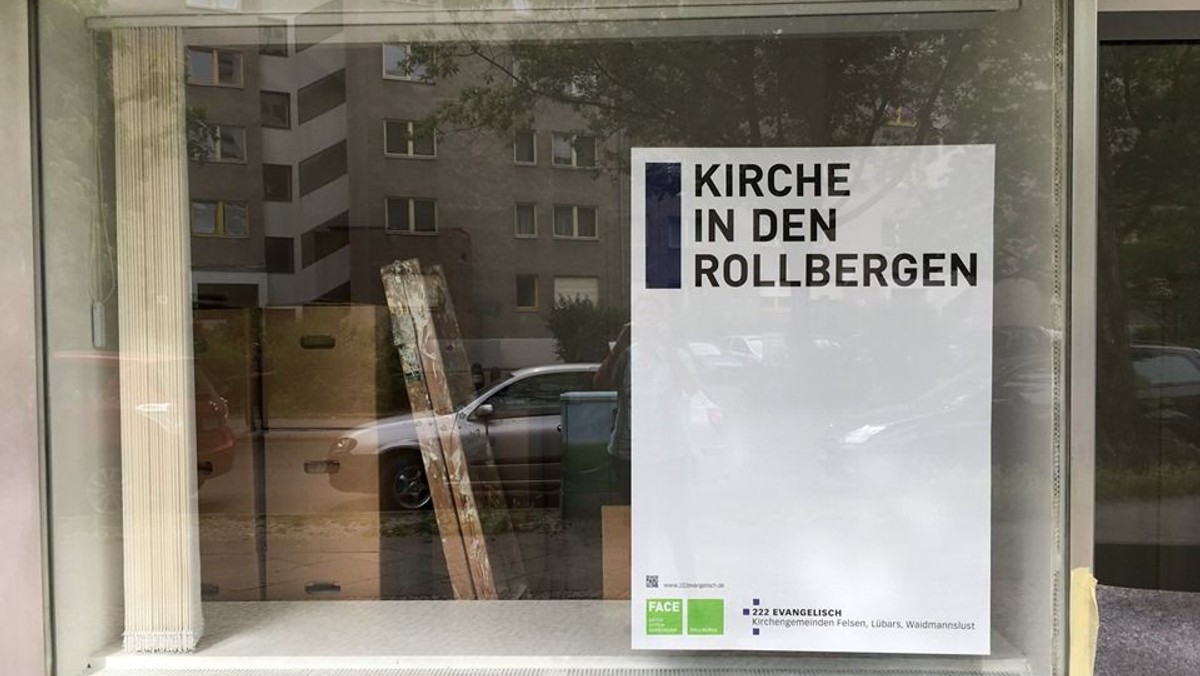 KIRCHE
IN DEN
ROLLBERGEN
www.222evangelisch.de
FACE
222 EVANGELISCH
Kirchengemeinden Felsen, Lübars, Waidmannslust